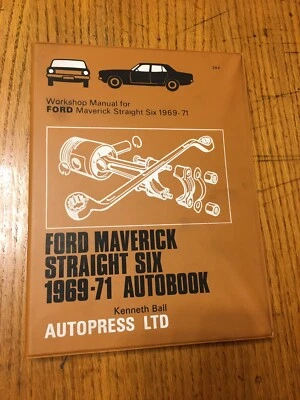 Workshop Manual for
FORD Maverick Straight Six 1969-71
FORD MAVERICK
STRAIGHT SIX
1969-71 AUTOBOOK
Kenneth Ball
AUTOPRESS LTD